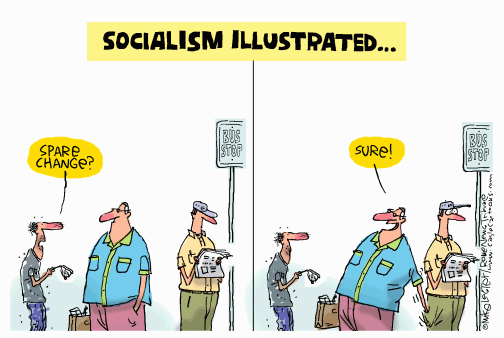 SOCIALISM ILLUSTRATED...
SPARE
CHANGE?
BUS
STOP
SURE!
BUS
STOP